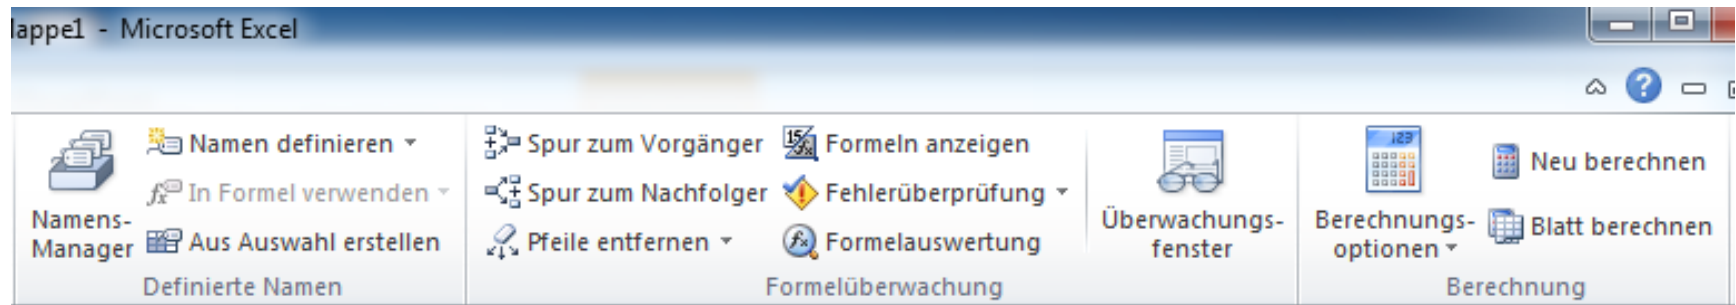 lappe1 - Microsoft Excel
Namens-
Manager
Namen definieren
In Formel verwenden
Aus Auswahl erstellen
Definierte Namen
Spur zum Vorgänger
Spur zum Nachfolger
Pfeile entfernen
Formeln anzeigen
Fehlerüberprüfung
Formelauswertung
Überwachungs-
fenster
Formelüberwachung
Berechnungs-
optionen
Neu berechnen
Blatt berechnen
Berechnung